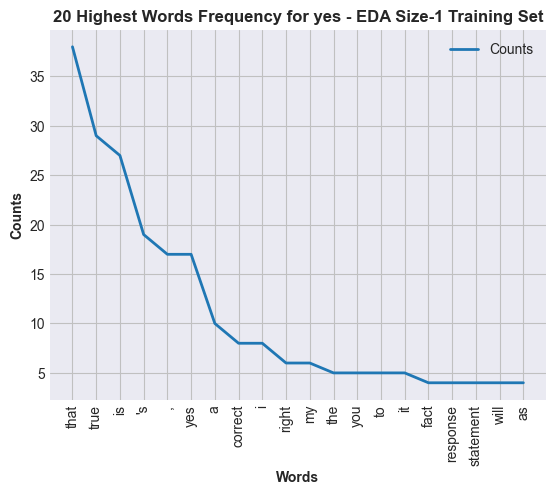 20 Highest Words Frequency for yes - EDA Size-1 Training Set
Counts
35
30
25
20
15
10
5
Counts
that
true
is
's
,
yes
a
correct
i
right
my
the
you
to
it
fact
response
statement
will
as
Words